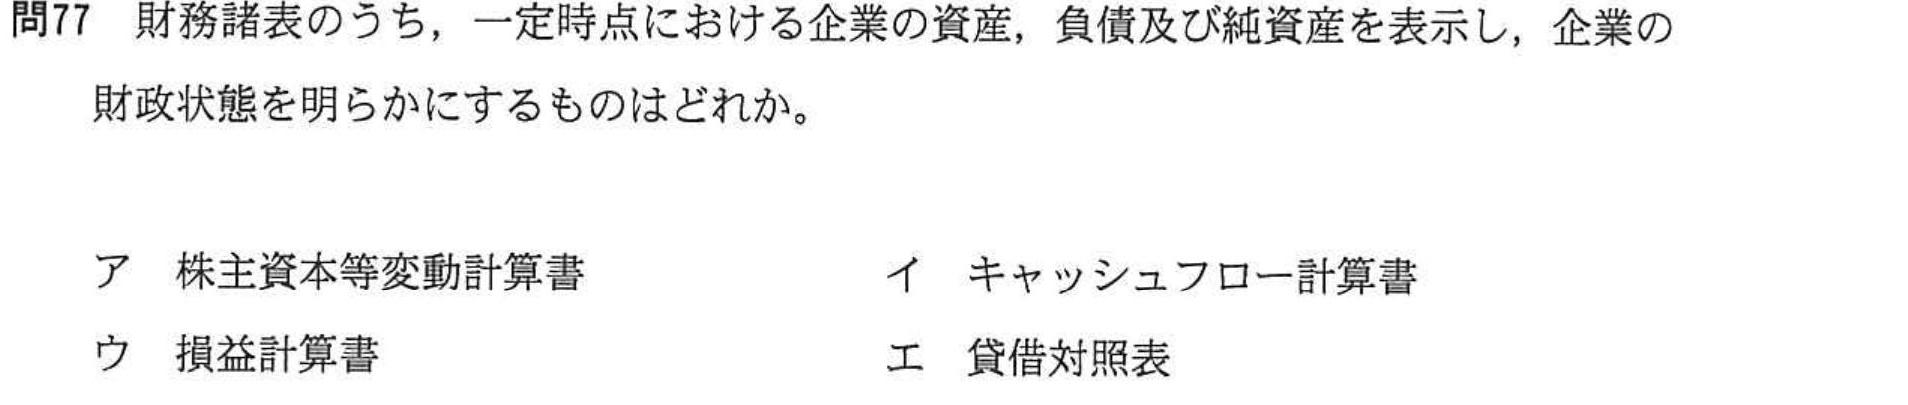 問77　財務諸表のうち，一定時点における企業の資産，負債及び純資産を表示し，企業の
財政状態を明らかにするものはどれか。
ア　株主資本等変動計算書　イ　キャッシュフロー計算書
ウ　損益計算書　エ　貸借対照表